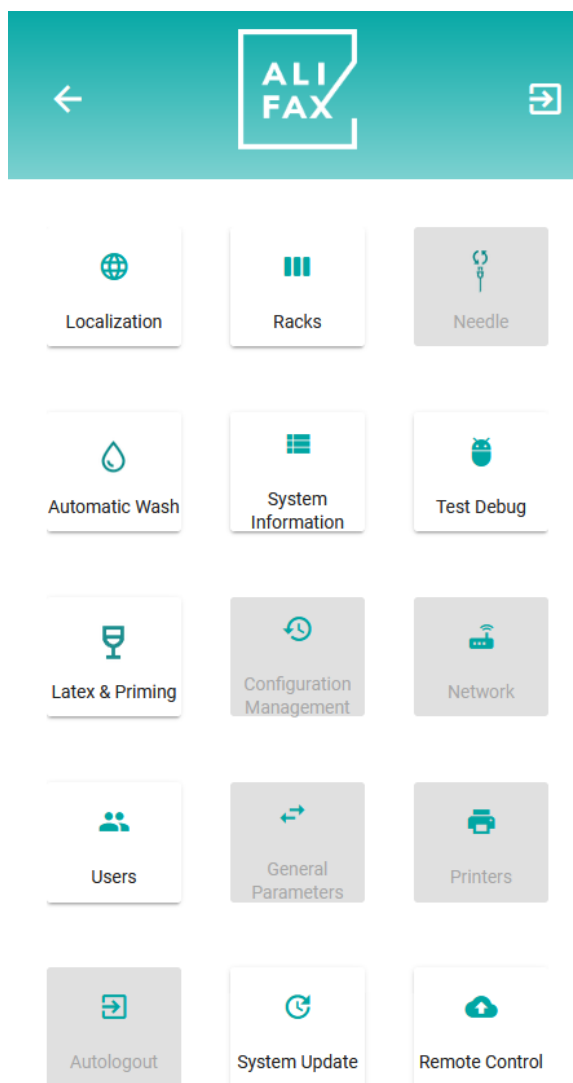 ALI
FAX
Localization
Racks
Needle
Automatic Wash
System
Information
Test Debug
Latex & Priming
Configuration
Management
Network
Users
General
Parameters
Printers
Autologout
System Update
Remote Control